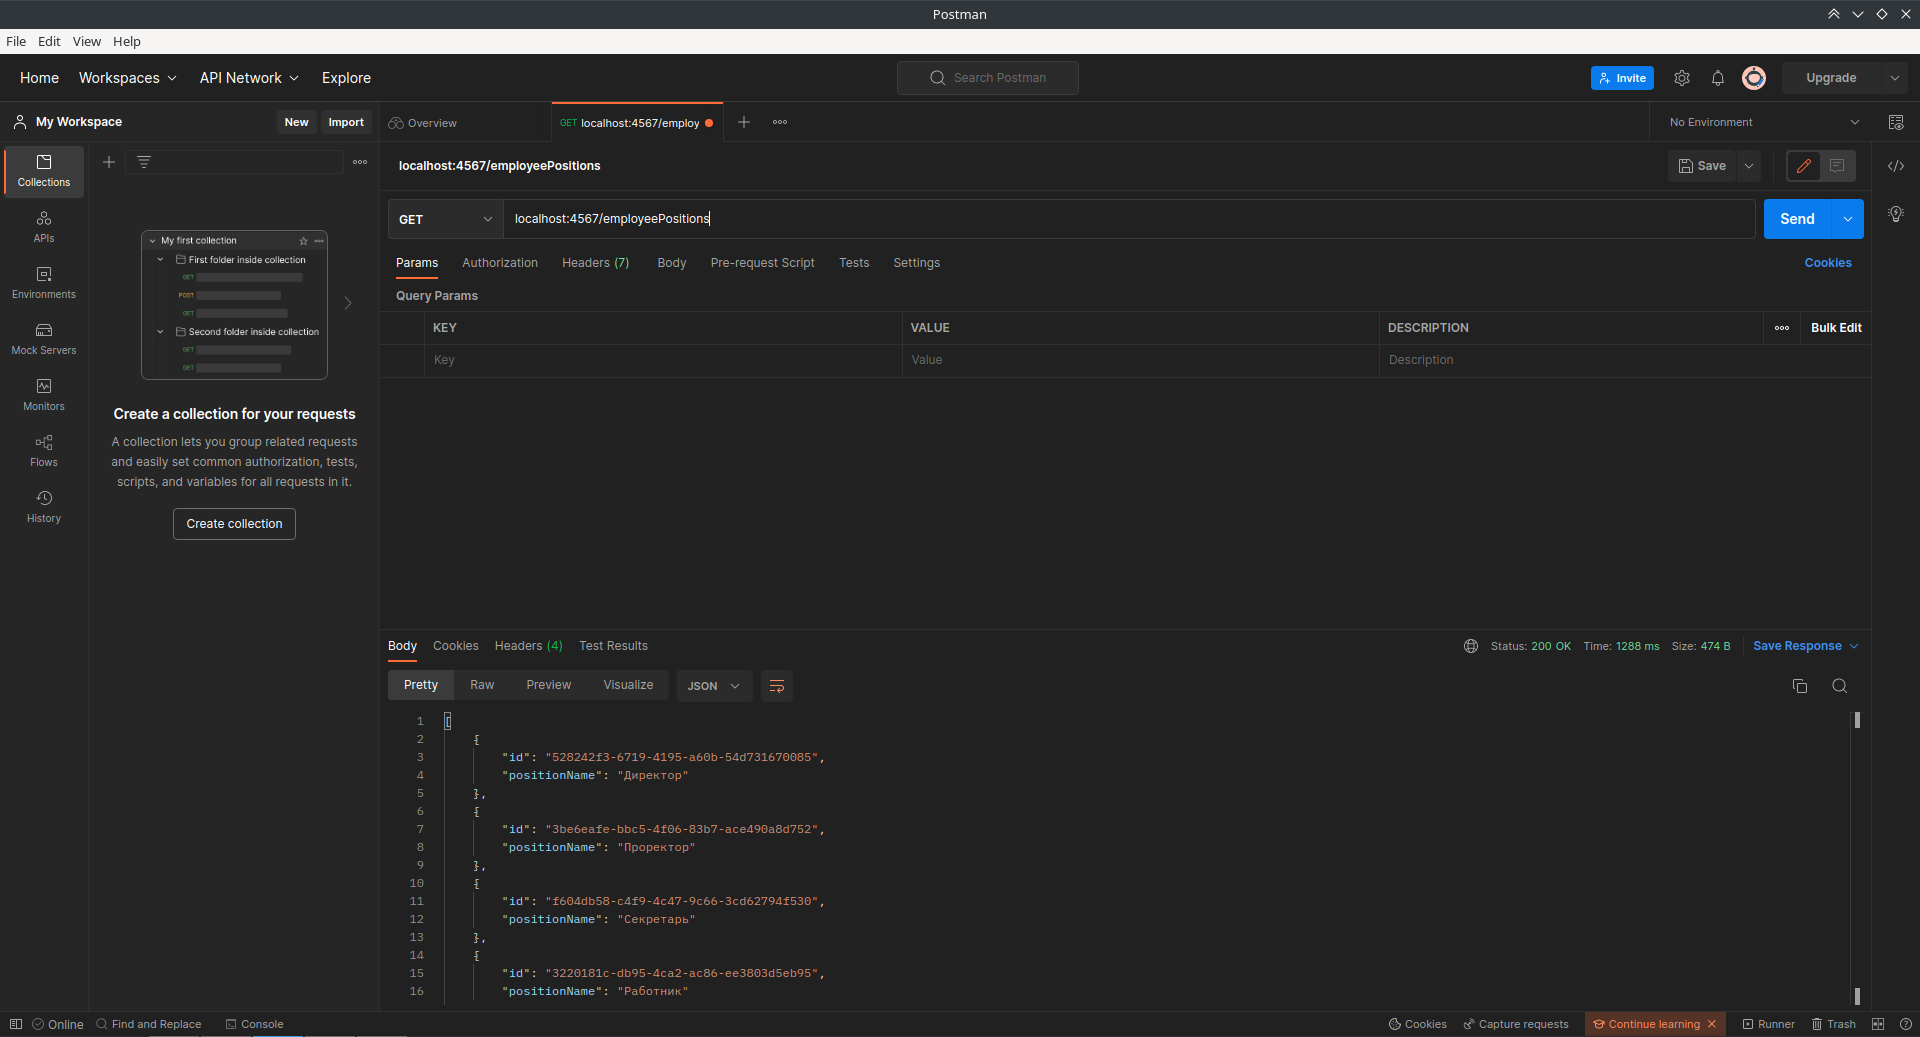 Postman
File Edit View Help
Home Workspaces API Network Explore Search Postman Invite Upgrade
My Workspace New Import Overview GET localhost:4567/employ No Environment
localhost:4567/employeePositions Save
Collections
GET localhost:4567/employeePositions Send
APIs
My first collection
First folder inside collection
GET
POST
GET
Second folder inside collection
GET
GET
Params Authorization Headers (7) Body Pre-request Script Tests Settings Cookies
Environments
Query Params
KEY VALUE DESCRIPTION Bulk Edit
Mock Servers
Key Value Description
Monitors
Create a collection for your requests
A collection lets you group related requests
and easily set common authorization, tests,
scripts, and variables for all requests in it.
Flows
History
Create collection
Body Cookies Headers (4) Test Results Status: 200 OK Time: 1288 ms Size: 474 B Save Response
Pretty Raw Preview Visualize JSON
1 [
2 {
3 "id": "528242f3-6719-4195-a60b-54d731670085",
4 "positionName": "Директор"
5 },
6 {
7 "id": "3be6eafe-bbc5-4f06-83b7-ace490a8d752",
8 "positionName": "Проректор"
9 },
10 {
11 "id": "f604db58-c4f9-4c47-9c66-3cd62794f530",
12 "positionName": "Секретарь"
13 },
14 {
15 "id": "3220181c-db95-4ca2-ac86-ee3803d5eb95",
16 "positionName": "Работник"
Online Find and Replace Console Cookies Capture requests Continue learning Runner Trash